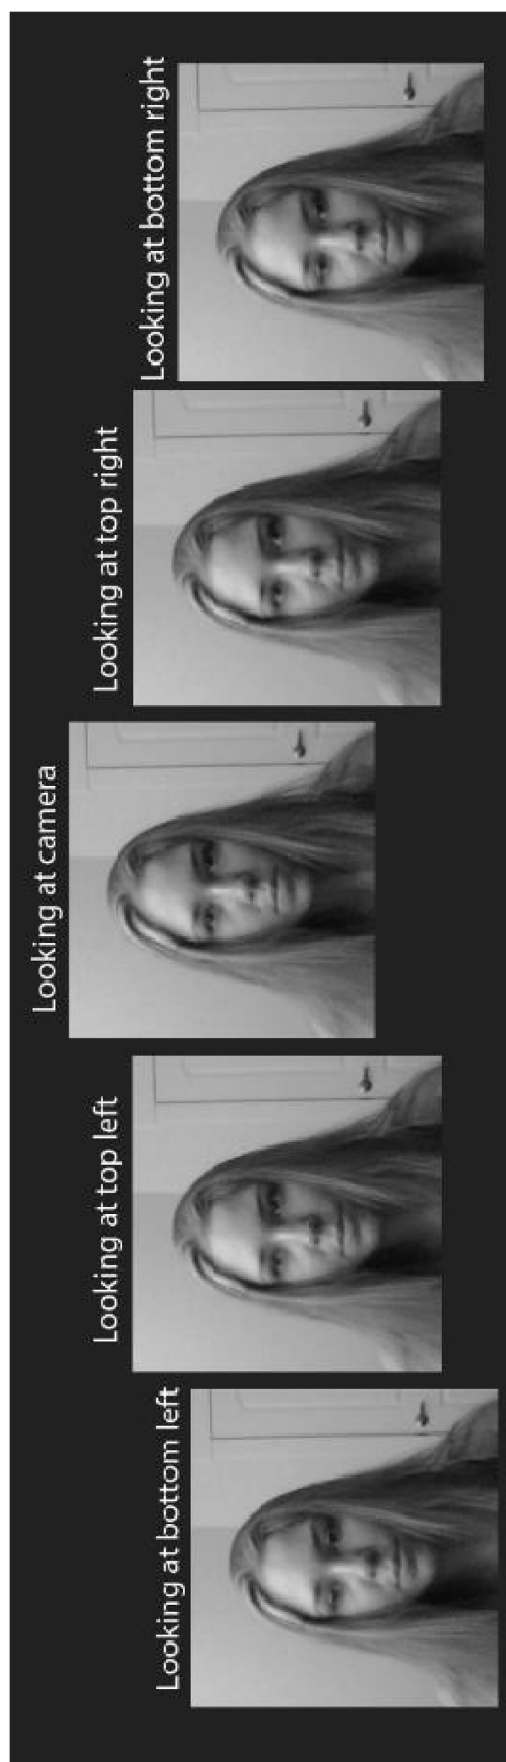 Looking at bottom left
Looking at top left
Looking at camera
Looking at top right
Looking at bottom right